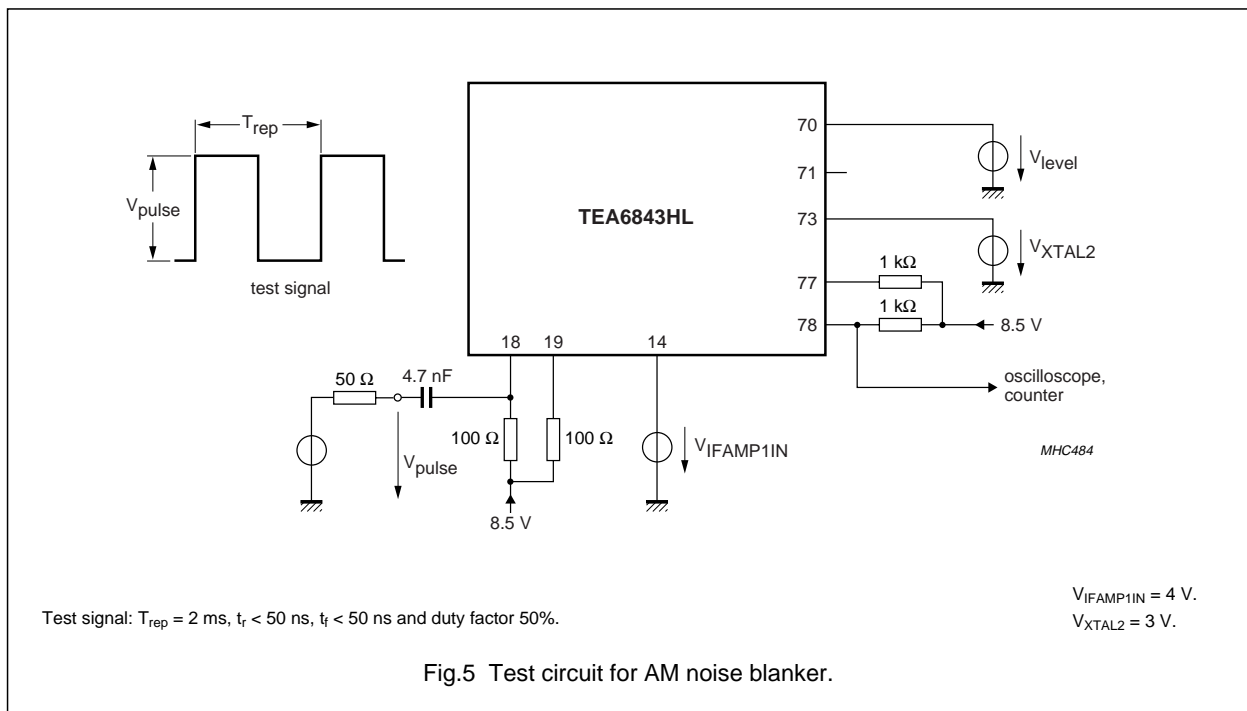 T_rep
V_pulse
test signal
TEA6843HL
70
V_level
71
73
V_XTAL2
1 kΩ
77
1 kΩ
78
8.5 V
oscilloscope,
counter
18
19
14
50 Ω
4.7 nF
100 Ω
100 Ω
V_pulse
V_IFAMP1IN
8.5 V
MHC484
Test signal: T_rep = 2 ms, t_r < 50 ns, t_f < 50 ns and duty factor 50%.
V_IFAMP1IN = 4 V.
V_XTAL2 = 3 V.
Fig.5 Test circuit for AM noise blanker.